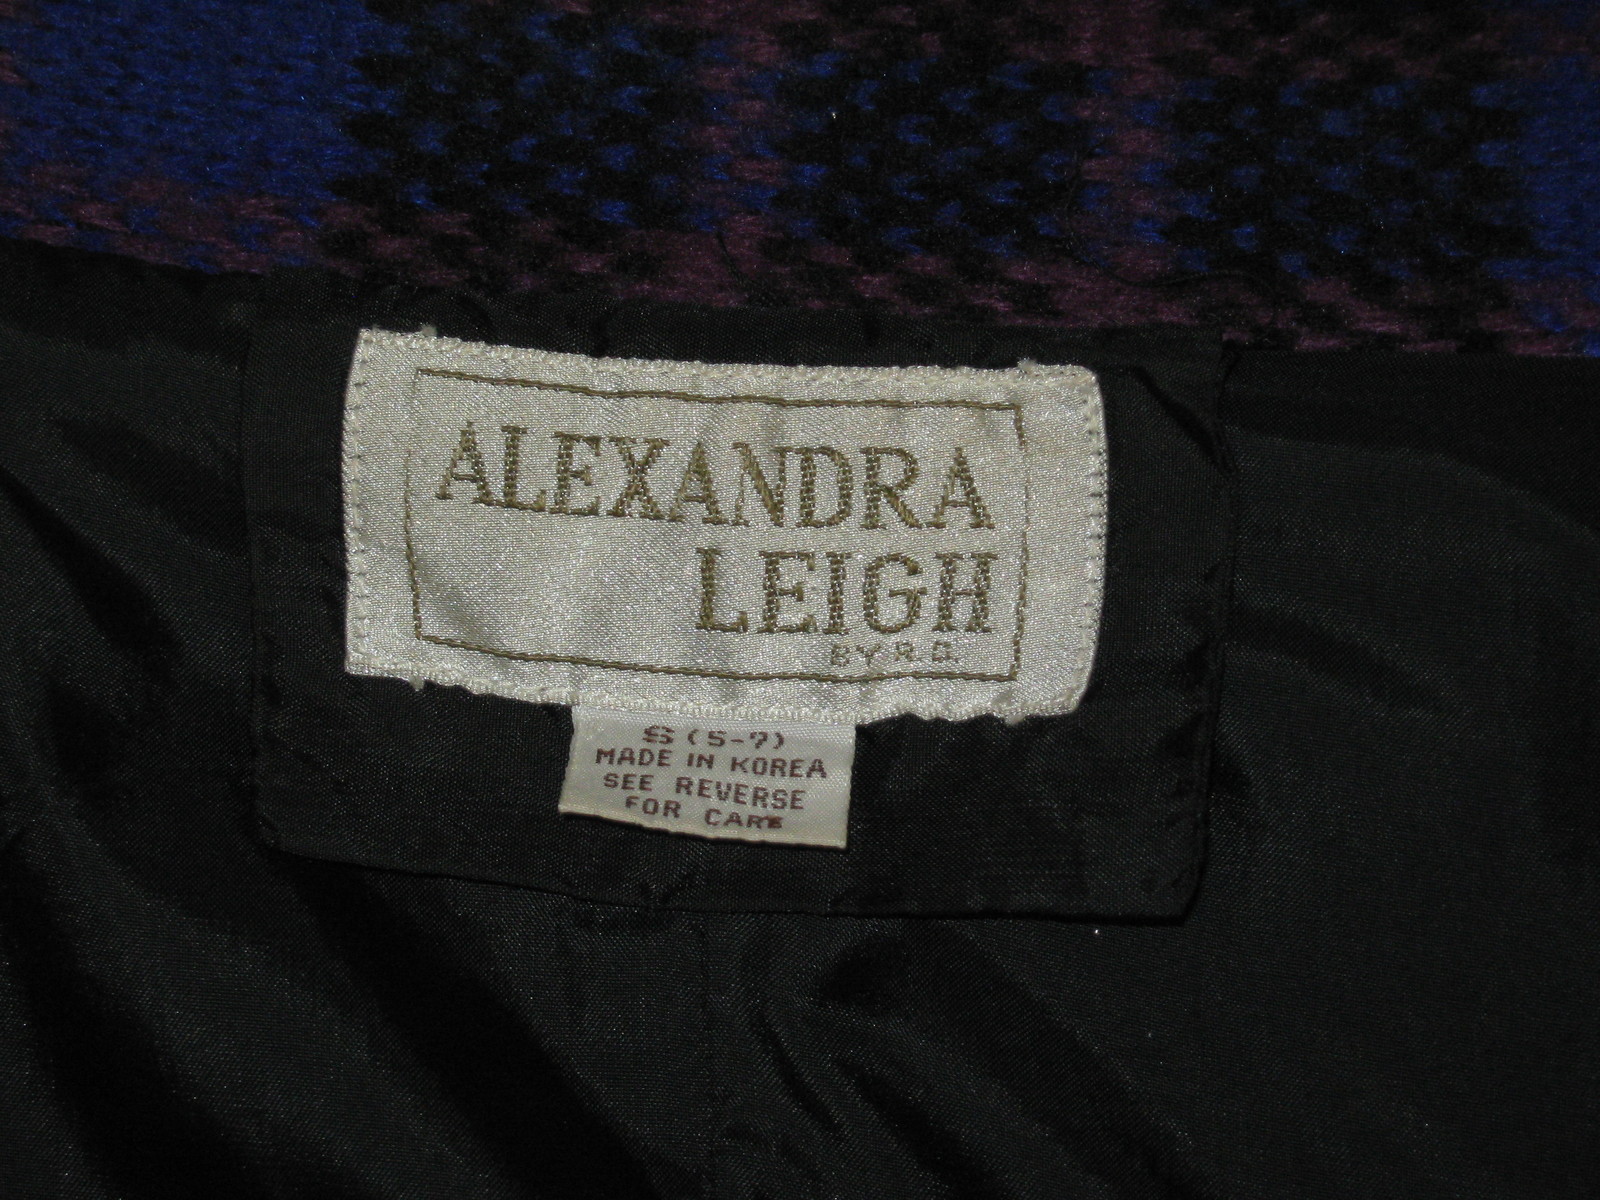 ALEXANDRA
LEIGH
BY R.G.
S (5-7)
MADE IN KOREA
SEE REVERSE
FOR CARE